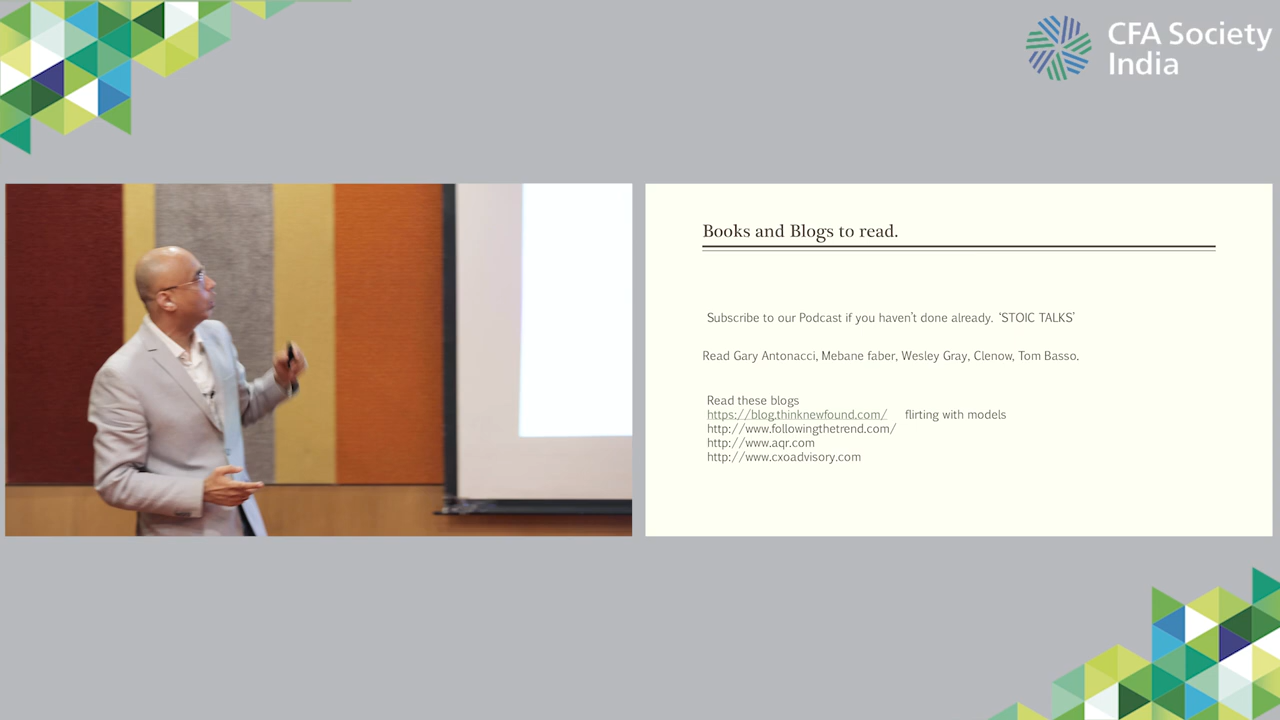 CFA Society
India
Books and Blogs to read.
Subscribe to our Podcast if you haven't done already. ‘STOIC TALKS’
Read Gary Antonacci, Mebane faber, Wesley Gray, Clenow, Tom Basso.
Read these blogs
https://blog.thinknewfound.com/ flirting with models
http://www.followingthetrend.com/
http://www.aqr.com
http://www.cxoadvisory.com